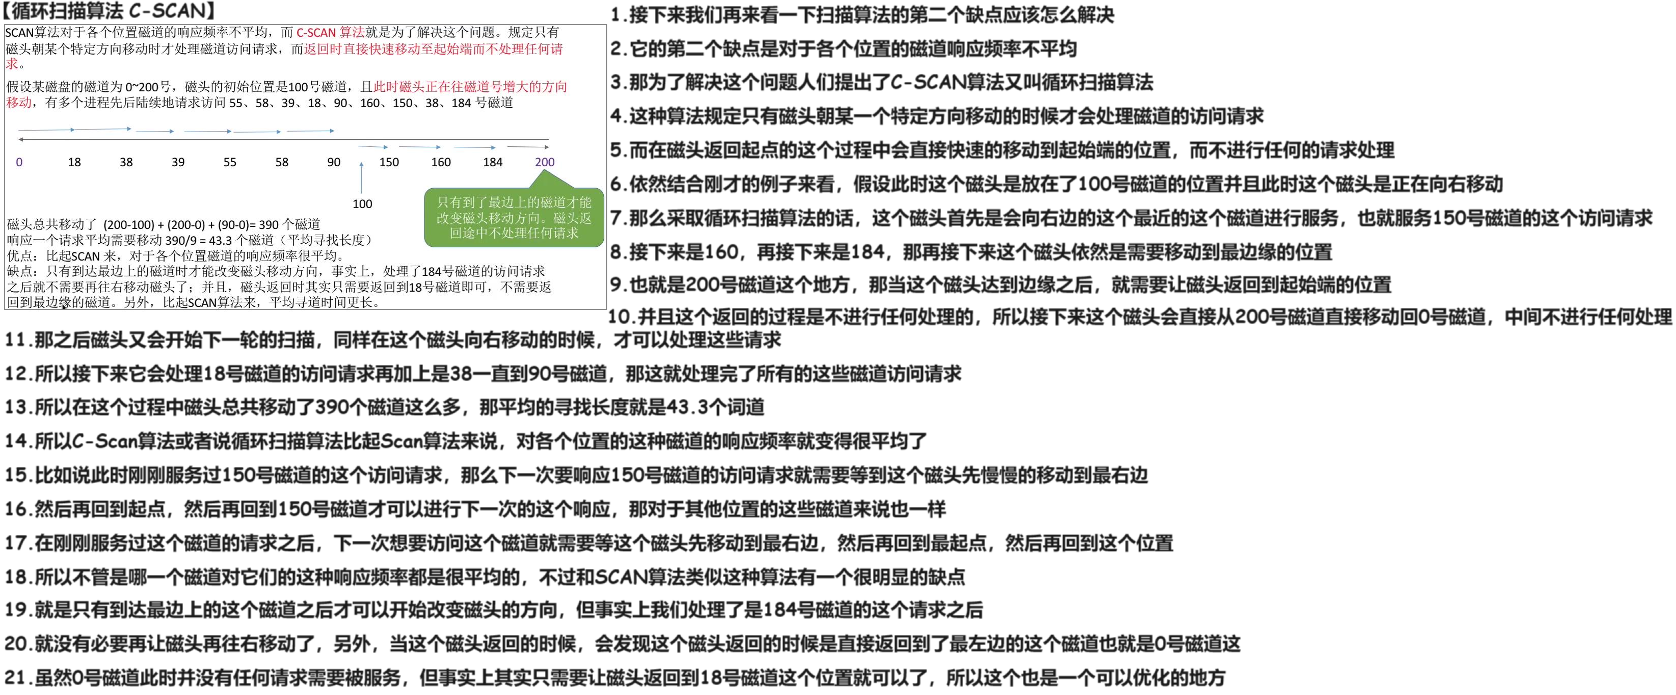 【循环扫描算法 C-SCAN】
SCAN算法对于各个位置磁道的响应频率不平均，而 C-SCAN 算法就是为了解决这个问题。规定只有
磁头朝某个特定方向移动时才处理磁道访问请求，而返回时直接快速移动至起始端而不处理任何请
求。
假设某磁盘的磁道为 0~200号，磁头的初始位置是100号磁道，且此时磁头正在往磁道号增大的方向
移动，有多个进程先后陆续地请求访问 55、58、39、18、90、160、150、38、184 号磁道
0 18 38 39 55 58 90 150 160 184 200
100
只有到了最边上的磁道才能
改变磁头移动方向。磁头返
回途中不处理任何请求
磁头总共移动了 (200-100) + (200-0) + (90-0)= 390 个磁道
响应一个请求平均需要移动 390/9 = 43.3 个磁道（平均寻找长度）
优点：比起SCAN 来，对于各个位置磁道的响应频率很平均。
缺点：只有到达最边上的磁道时才能改变磁头移动方向，事实上，处理了184号磁道的访问请求
之后就不需要再往右移动磁头了；并且，磁头返回时其实只需要返回到18号磁道即可，不需要返
回到最边缘的磁道。另外，比起SCAN算法来，平均寻道时间更长。
1.接下来我们再来看一下扫描算法的第二个缺点应该怎么解决
2.它的第二个缺点是对于各个位置的磁道响应频率不平均
3.那为了解决这个问题人们提出了C-SCAN算法又叫循环扫描算法
4.这种算法规定只有磁头朝某一个特定方向移动的时候才会处理磁道的访问请求
5.而在磁头返回起点的这个过程中会直接快速的移动到起始端的位置，而不进行任何的请求处理
6.依然结合刚才的例子来看，假设此时这个磁头是放在了100号磁道的位置并且此时这个磁头是正在向右移动
7.那么采取循环扫描算法的话，这个磁头首先是会向右边的这个最近的这个磁道进行服务，也就服务150号磁道的这个访问请求
8.接下来是160，再接下来是184，那再接下来这个磁头依然是需要移动到最边缘的位置
9.也就是200号磁道这个地方，那当这个磁头达到边缘之后，就需要让磁头返回到起始端的位置
10.并且这个返回的过程是不进行任何处理的，所以接下来这个磁头会直接从200号磁道直接移动回0号磁道，中间不进行任何处理
11.那之后磁头又会开始下一轮的扫描，同样在这个磁头向右移动的时候，才可以处理这些请求
12.所以接下来它会处理18号磁道的访问请求再加上是38一直到90号磁道，那这就处理完了所有的这些磁道访问请求
13.所以在这个过程中磁头总共移动了390个磁道这么多，那平均的寻找长度就是43.3个词道
14.所以C-Scan算法或者说循环扫描算法比起Scan算法来说，对各个位置的这种磁道的响应频率就变得很平均了
15.比如说此时刚刚服务过150号磁道的这个访问请求，那么下一次要响应150号磁道的访问请求就需要等到这个磁头先慢慢的移动到最右边
16.然后再回到起点，然后再回到150号磁道才可以进行下一次的这个响应，那对于其他位置的这些磁道来说也一样
17.在刚刚服务过这个磁道的请求之后，下一次想要访问这个磁道就需要等这个磁头先移动到最右边，然后再回到最起点，然后再回到这个位置
18.所以不管是哪一个磁道对它们的这种响应频率都是很平均的，不过和SCAN算法类似这种算法有一个很明显的缺点
19.就是只有到达最边上的这个磁道之后才可以开始改变磁头的方向，但事实上我们处理了是184号磁道的这个请求之后
20.就没有必要再让磁头再往右移动了，另外，当这个磁头返回的时候，会发现这个磁头返回的时候是直接返回到了最左边的这个磁道也就是0号磁道这
21.虽然0号磁道此时并没有任何请求需要被服务，但事实上其实只需要让磁头返回到18号磁道这个位置就可以了，所以这个也是一个可以优化的地方